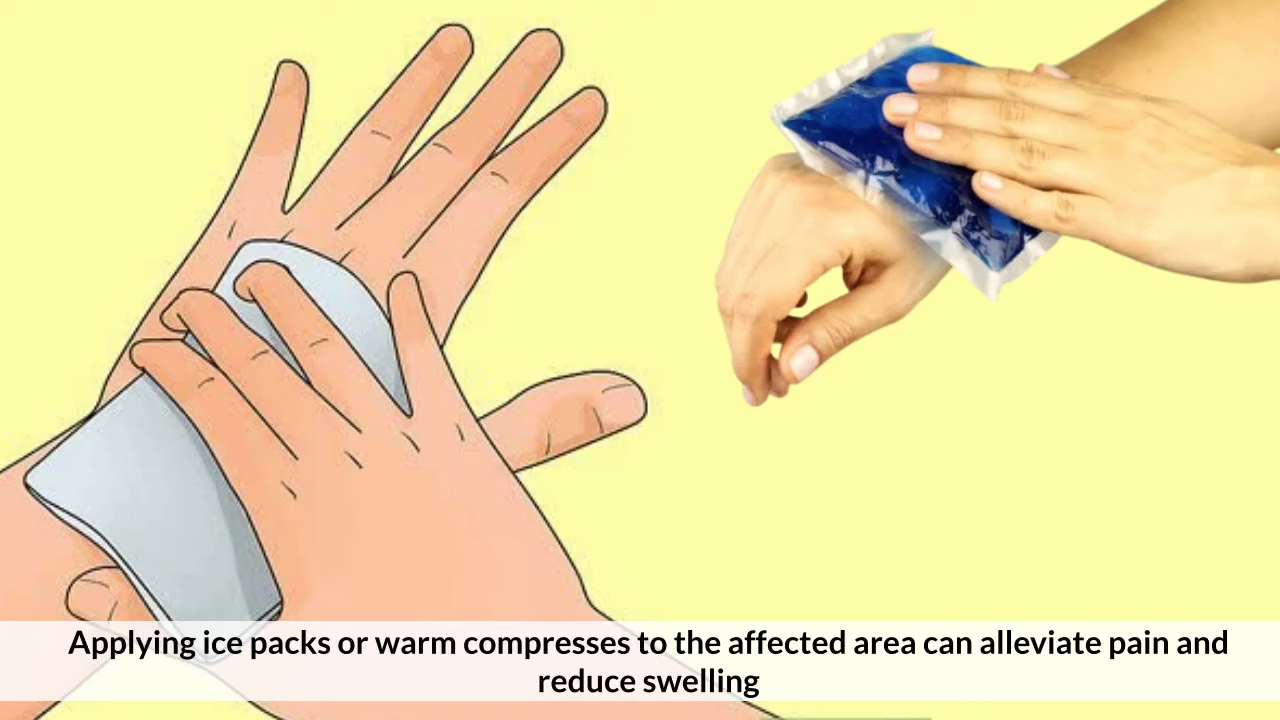 Applying ice packs or warm compresses to the affected area can alleviate pain and
reduce swelling